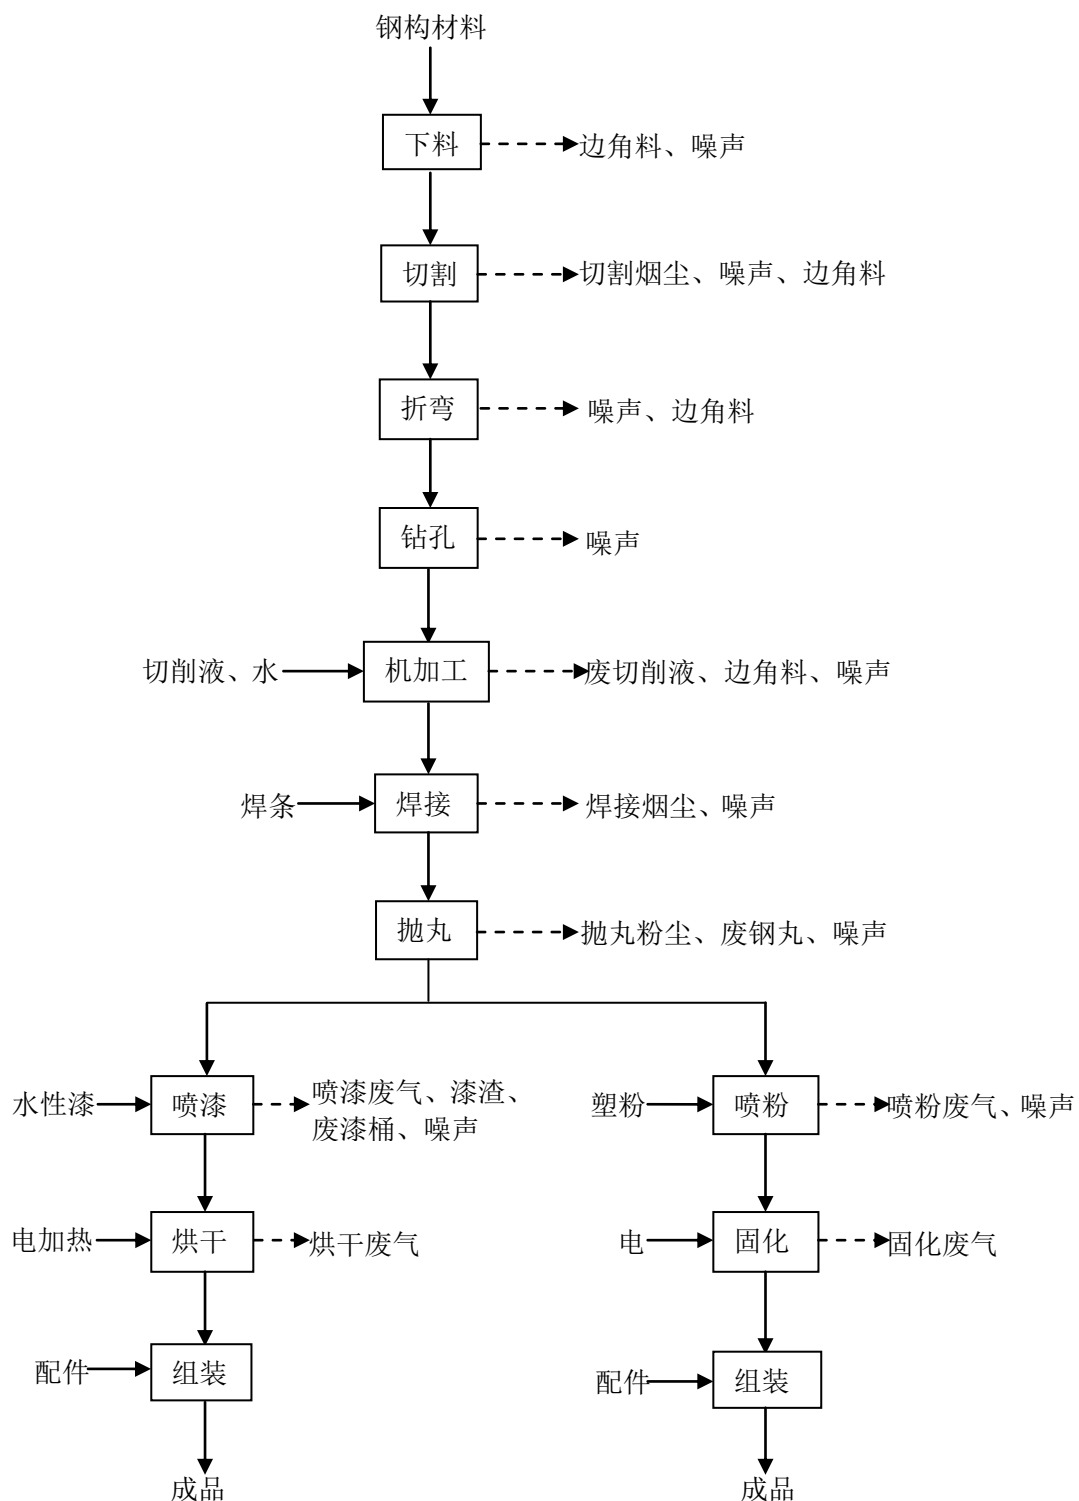 钢构材料
下料
边角料、噪声
切割
切割烟尘、噪声、边角料
折弯
噪声、边角料
钻孔
噪声
切削液、水
机加工
废切削液、边角料、噪声
焊条
焊接
焊接烟尘、噪声
抛丸
抛丸粉尘、废钢丸、噪声
水性漆
喷漆
喷漆废气、漆渣、
废漆桶、噪声
塑粉
喷粉
喷粉废气、噪声
电加热
烘干
烘干废气
电
固化
固化废气
配件
组装
配件
组装
成品
成品